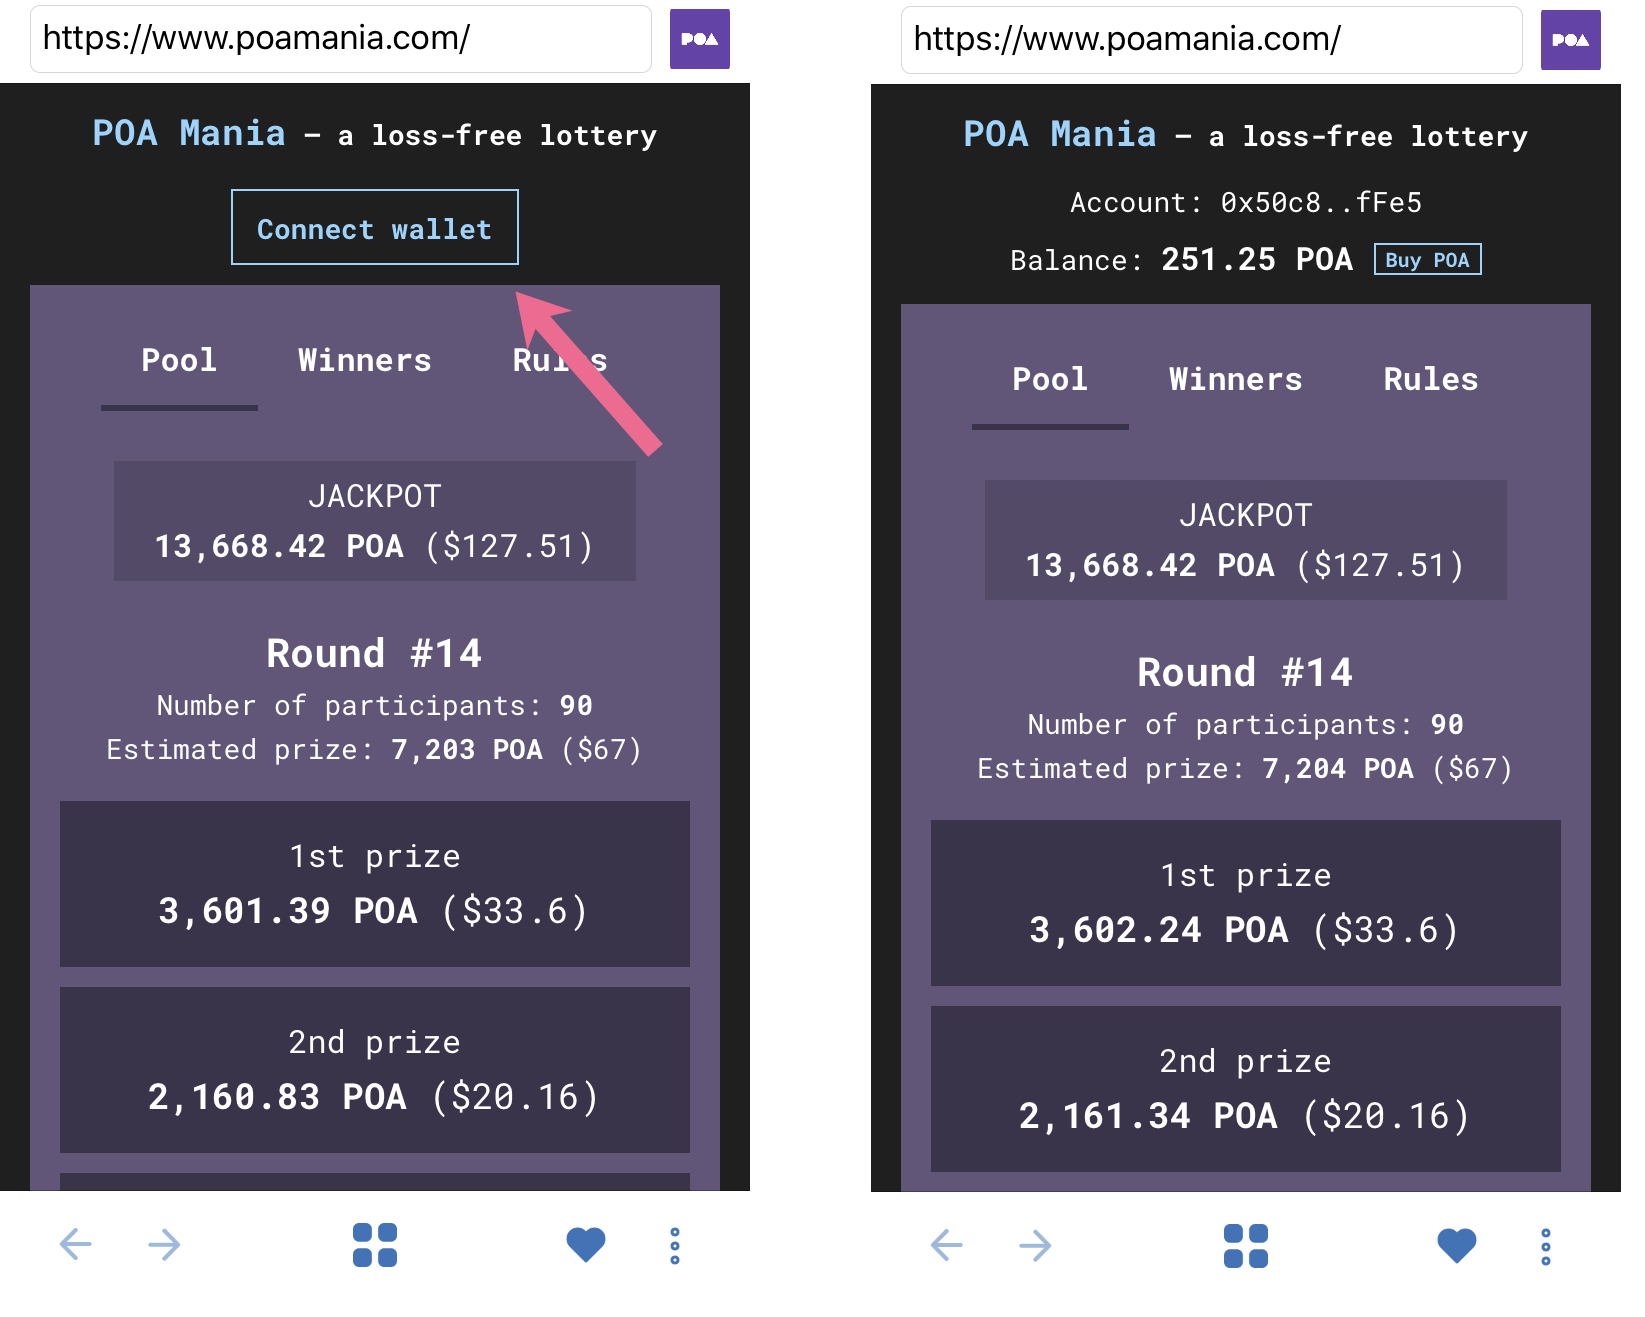 https://www.poamania.com/
POA
POA Mania – a loss-free lottery
Connect wallet
Pool Winners Rules
JACKPOT
13,668.42 POA ($127.51)
Round #14
Number of participants: 90
Estimated prize: 7,203 POA ($67)
1st prize
3,601.39 POA ($33.6)
2nd prize
2,160.83 POA ($20.16)
https://www.poamania.com/
POA
POA Mania – a loss-free lottery
Account: 0x50c8..fFe5
Balance: 251.25 POA Buy POA
Pool Winners Rules
JACKPOT
13,668.42 POA ($127.51)
Round #14
Number of participants: 90
Estimated prize: 7,204 POA ($67)
1st prize
3,602.24 POA ($33.6)
2nd prize
2,161.34 POA ($20.16)